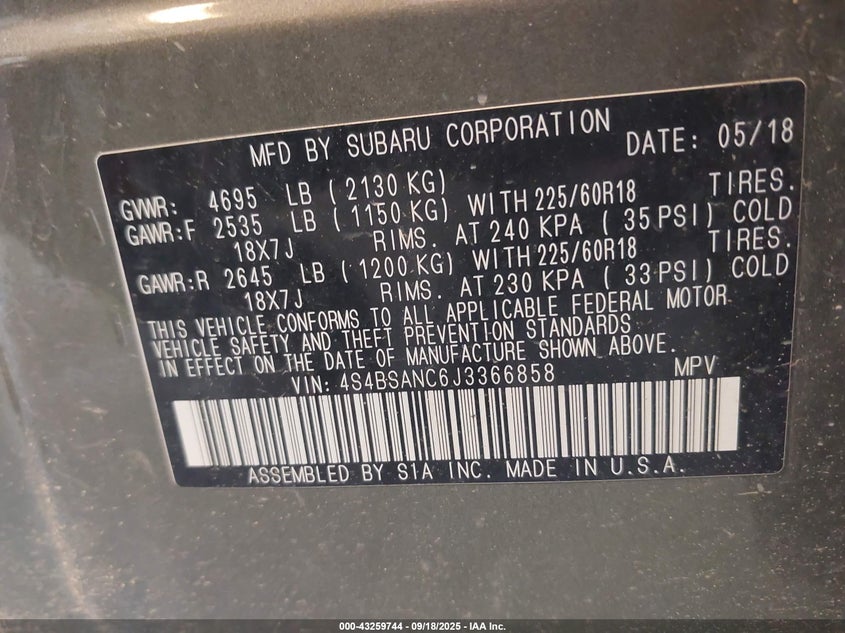 MFD BY SUBARU CORPORATION DATE: 05/18
GVWR: 4695 LB (2130 KG)
GAWR:F 2535 LB (1150 KG) WITH 225/60R18 TIRES.
18X7J RIMS. AT 240 KPA ( 35 PSI) COLD
GAWR:R 2645 LB (1200 KG) WITH 225/60R18 TIRES.
18X7J RIMS. AT 230 KPA ( 33 PSI) COLD
THIS VEHICLE CONFORMS TO ALL APPLICABLE FEDERAL MOTOR
VEHICLE SAFETY AND THEFT PREVENTION STANDARDS
IN EFFECT ON THE DATE OF MANUFACTURE SHOWN ABOVE.
VIN: 4S4BSANC6J3366858 MPV
ASSEMBLED BY SIA INC. MADE IN U.S.A.
000-43259744 - 09/18/2025 - IAA Inc.